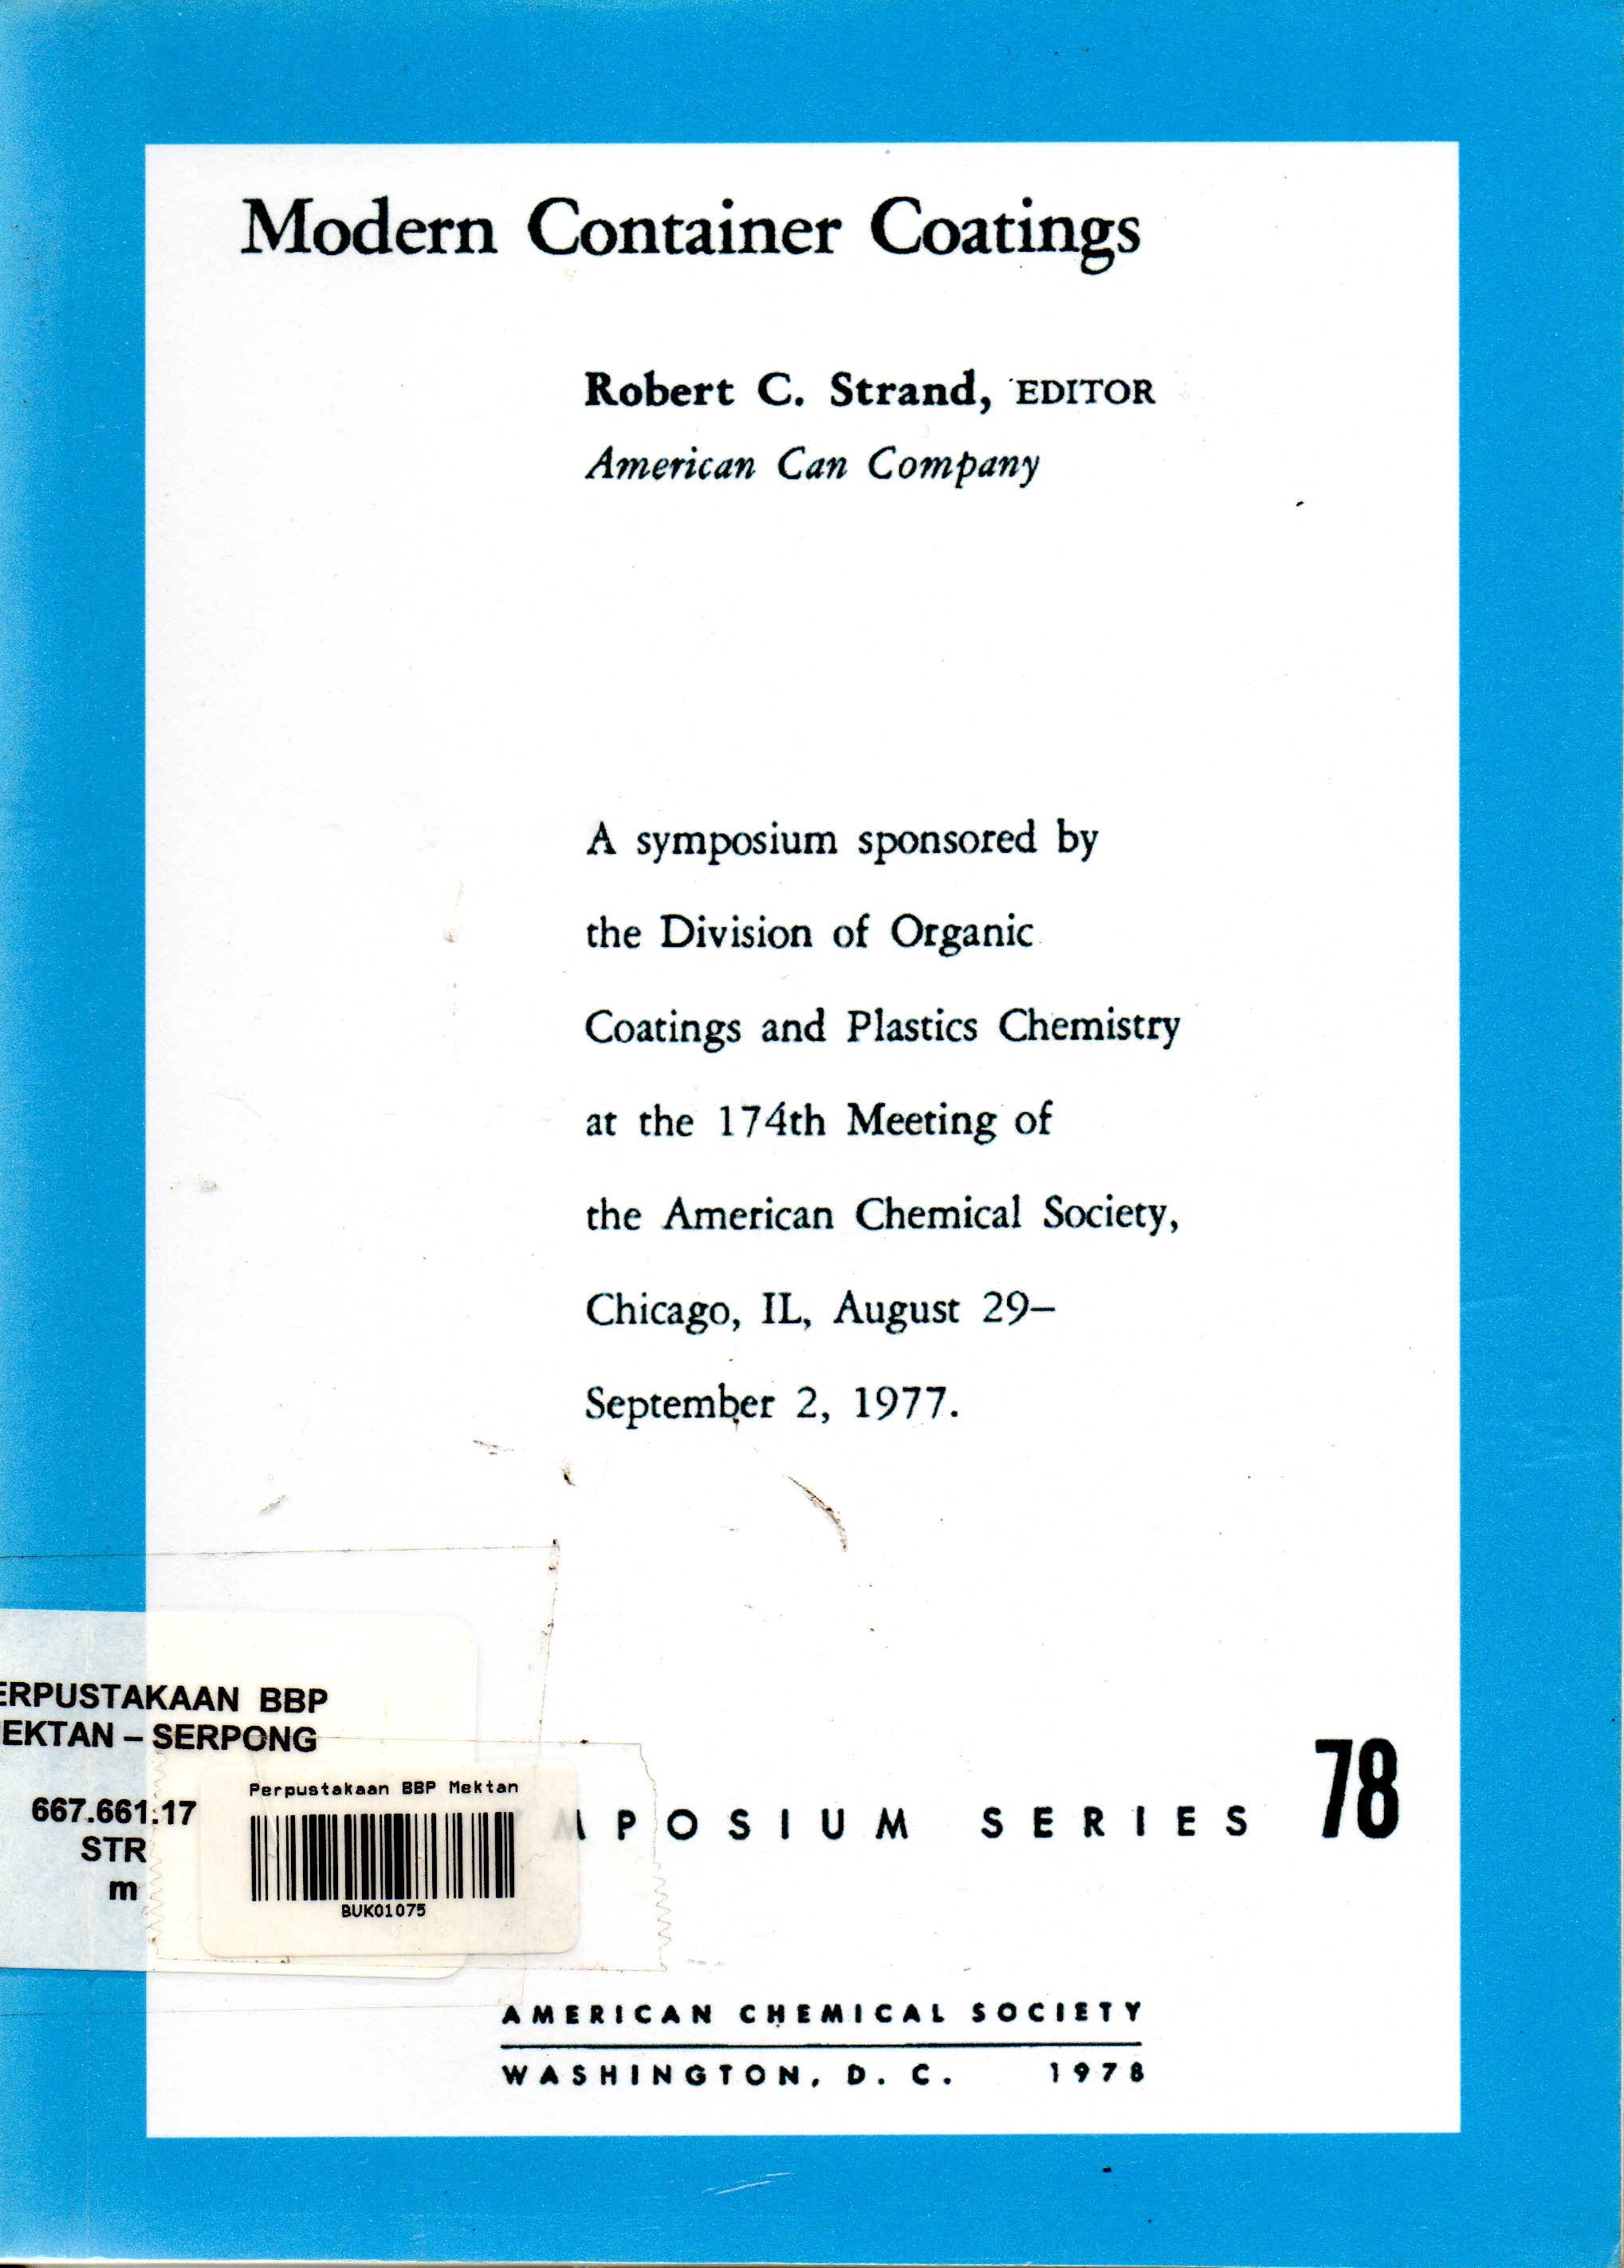 Modern Container Coatings
Robert C. Strand, EDITOR
American Can Company
A symposium sponsored by
the Division of Organic
Coatings and Plastics Chemistry
at the 174th Meeting of
the American Chemical Society,
Chicago, IL, August 29–
September 2, 1977.
ERPUSTAKAAN BBP
EKTAN – SERPONG
667.661.17
STR
m
Perpustakaan BBP Mektan
BUK01075
MPOSIUM SERIES 78
AMERICAN CHEMICAL SOCIETY
WASHINGTON, D. C. 1978